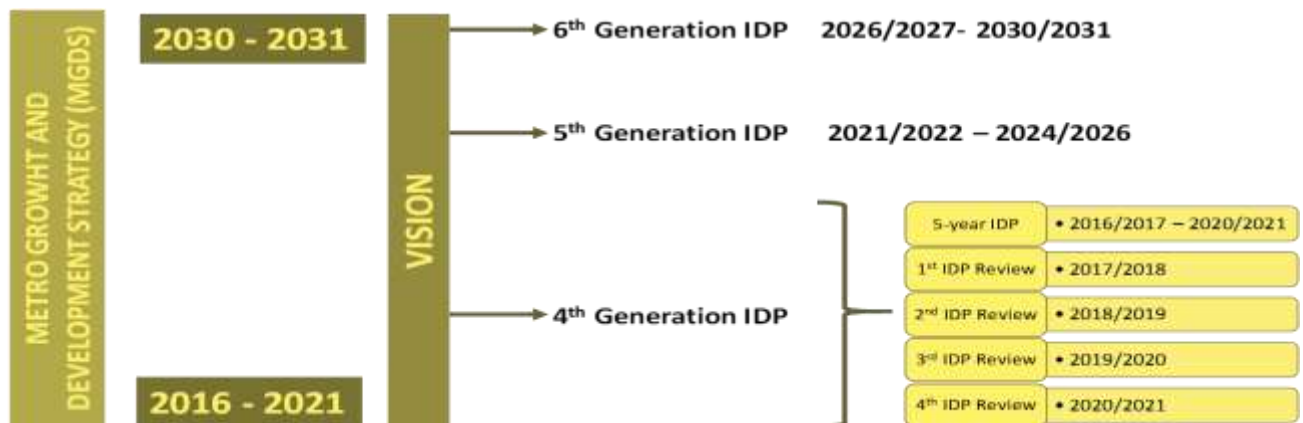 METRO GROWHT AND
DEVELOPMENT STRATEGY (MGDS)
2030 - 2031
2016 - 2021
VISION
6th Generation IDP 2026/2027- 2030/2031
5th Generation IDP 2021/2022 – 2024/2026
4th Generation IDP
5-year IDP • 2016/2017 – 2020/2021
1st IDP Review • 2017/2018
2nd IDP Review • 2018/2019
3rd IDP Review • 2019/2020
4th IDP Review • 2020/2021